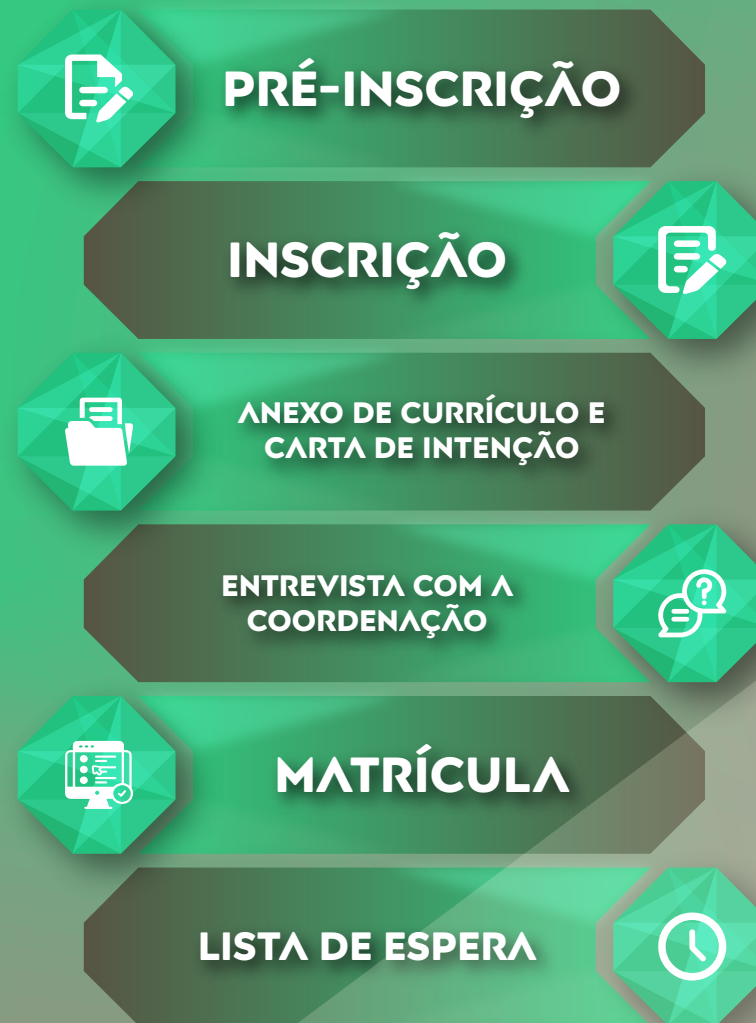 PRÉ-INSCRIÇÃO
INSCRIÇÃO
ANEXO DE CURRÍCULO E
CARTA DE INTENÇÃO
ENTREVISTA COM A
COORDENAÇÃO
MATRÍCULA
LISTA DE ESPERA